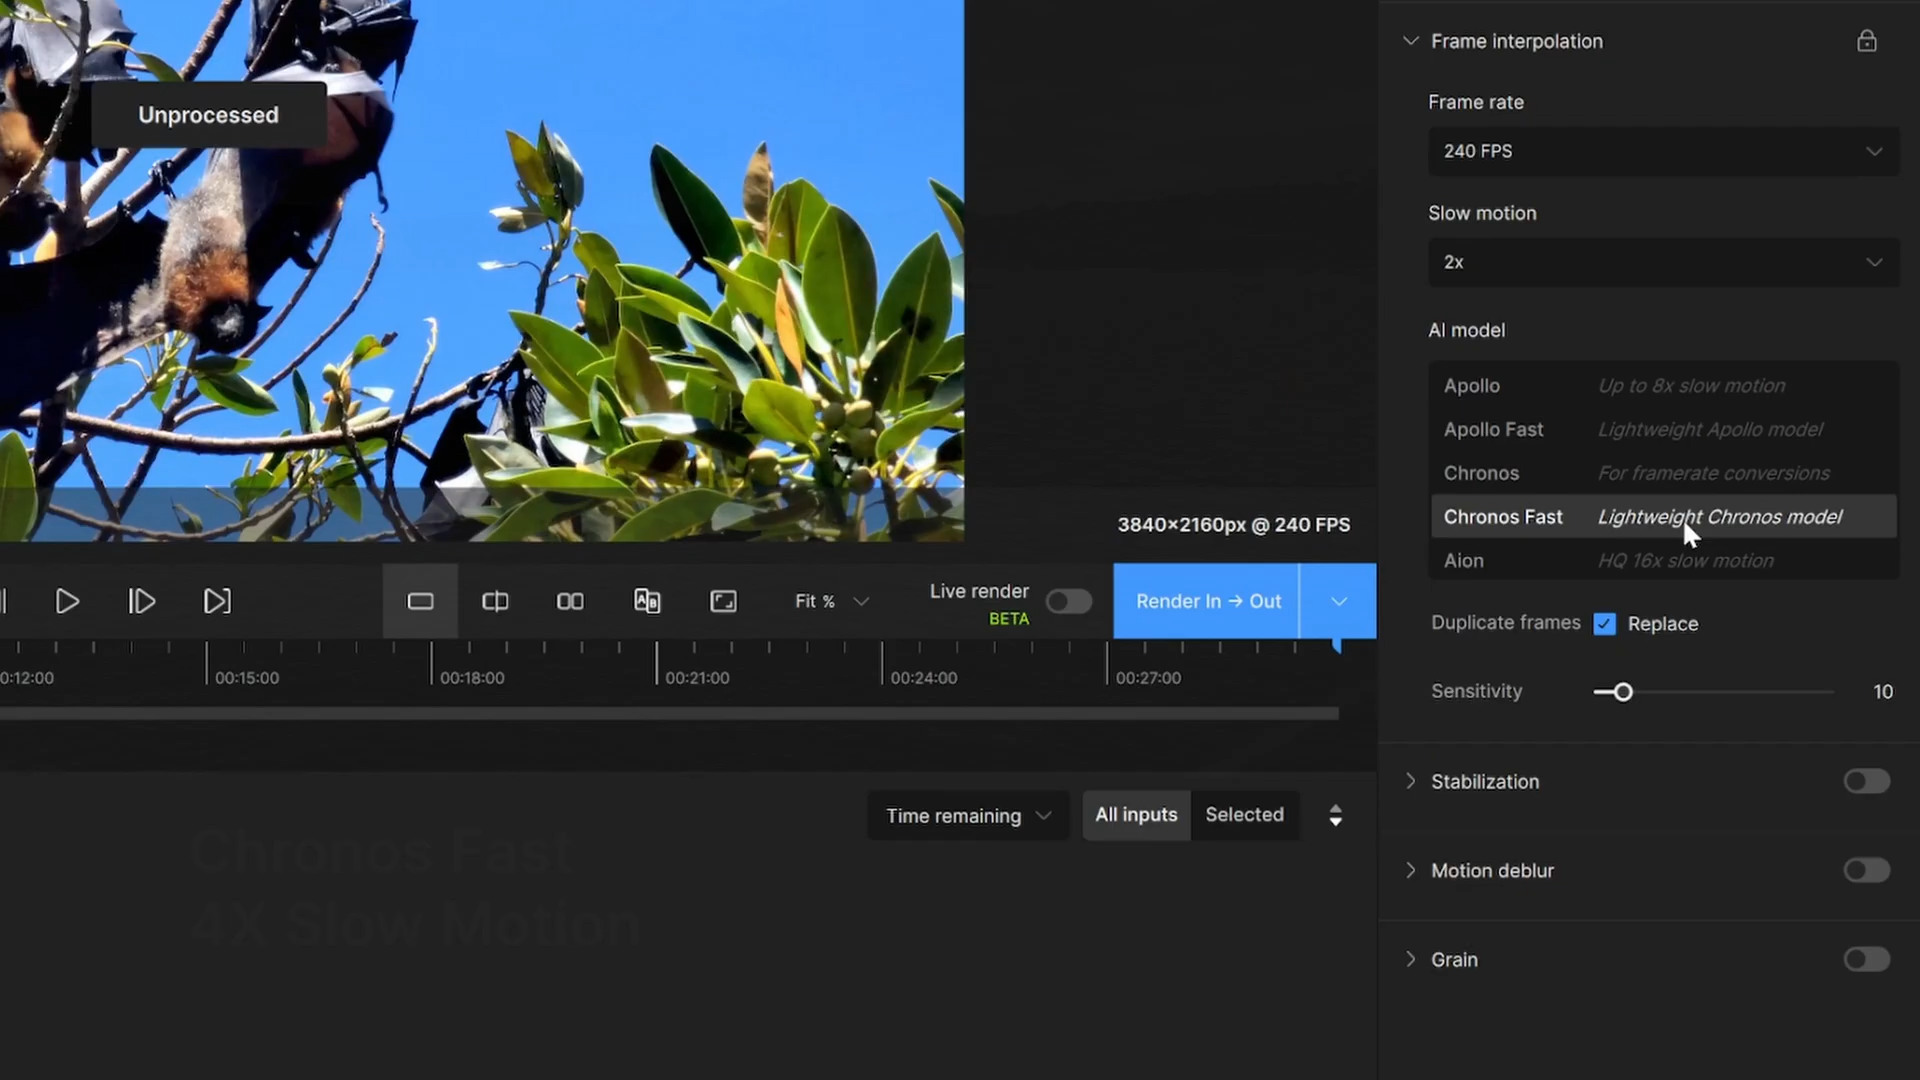 Unprocessed
3840×2160px @ 240 FPS
Fit %
Live render
BETA
Render In → Out
0:12:00
00:15:00
00:18:00
00:21:00
00:24:00
00:27:00
Time remaining
All inputs
Selected
Chronos Fast
4X Slow Motion
Frame interpolation
Frame rate
240 FPS
Slow motion
2x
AI model
Apollo Up to 8x slow motion
Apollo Fast Lightweight Apollo model
Chronos For framerate conversions
Chronos Fast Lightweight Chronos model
Aion HQ 16x slow motion
Duplicate frames Replace
Sensitivity 10
Stabilization
Motion deblur
Grain